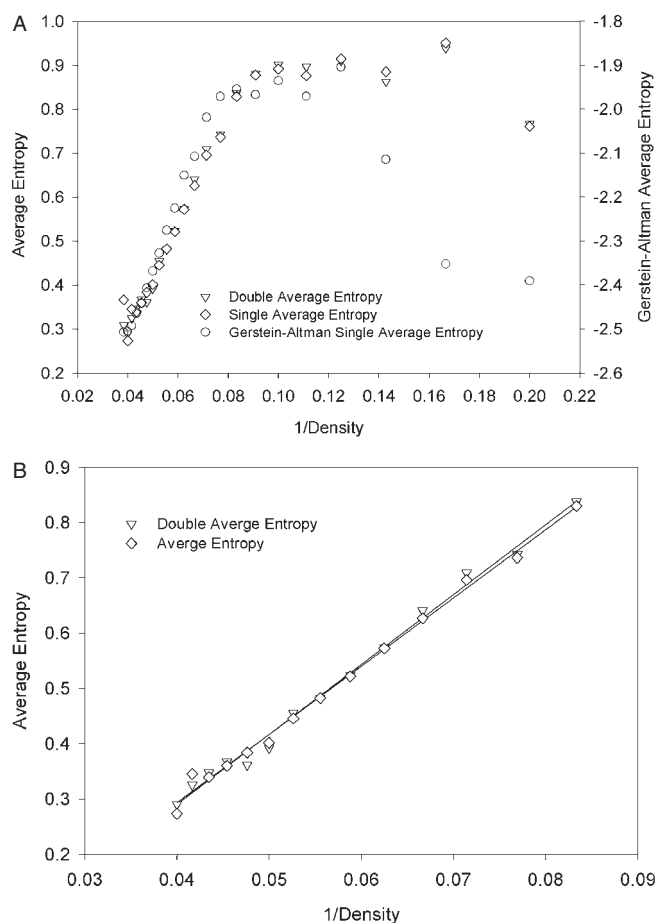 A
1.0
0.9
0.8
0.7
0.6
0.5
0.4
0.3
0.2
Average Entropy
-1.8
-1.9
-2.0
-2.1
-2.2
-2.3
-2.4
-2.5
-2.6
Gerstein-Altman Average Entropy
Double Average Entropy
Single Average Entropy
Gerstein-Altman Single Average Entropy
0.02 0.04 0.06 0.08 0.10 0.12 0.14 0.16 0.18 0.20 0.22
1/Density
B
0.9
0.8
0.7
0.6
0.5
0.4
0.3
0.2
Average Entropy
Double Averge Entropy
Averge Entropy
0.03 0.04 0.05 0.06 0.07 0.08 0.09
1/Density